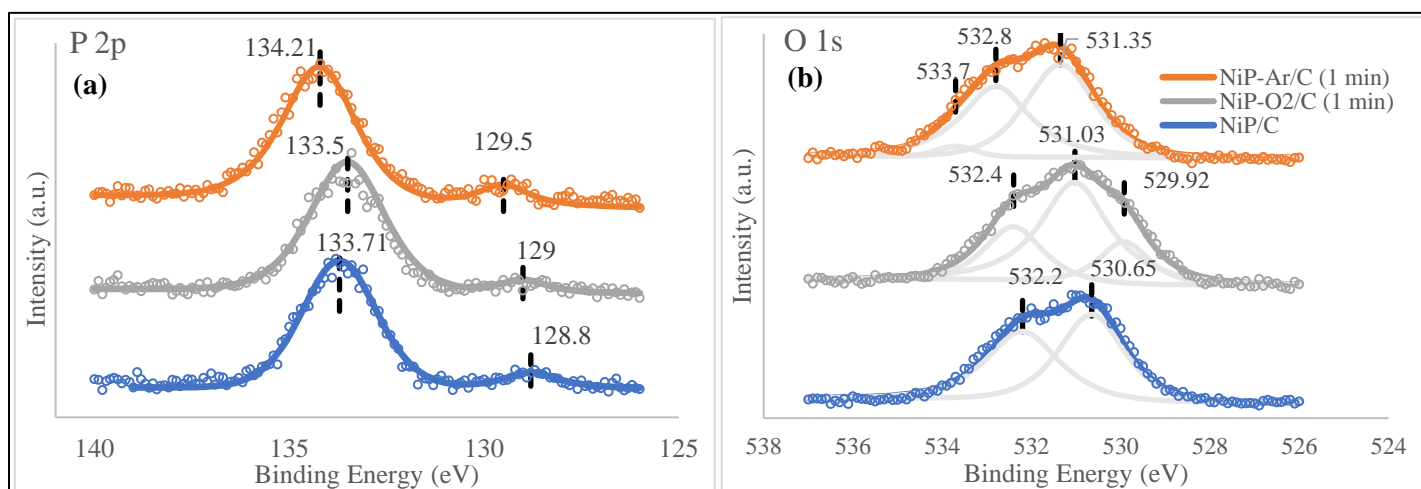 P 2p
(a)
134.21
129.5
133.5
129
133.71
128.8
Intensity (a.u.)
140
135
130
125
Binding Energy (eV)
O 1s
(b)
532.8
531.35
533.7
NiP-Ar/C (1 min)
NiP-O2/C (1 min)
NiP/C
531.03
532.4
529.92
532.2
530.65
Intensity (a.u.)
538
536
534
532
530
528
526
524
Binding Energy (eV)